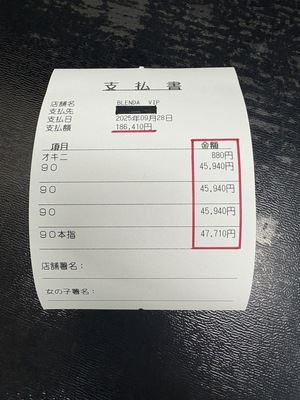 支払書
店舗名 BLENDA VIP
支払先
支払日 2025年09月28日
支払額 186,410円
項目 金額
オキニ 880円
90 45,940円
90 45,940円
90 45,940円
90本指 47,710円
店舗署名：
女の子署名：